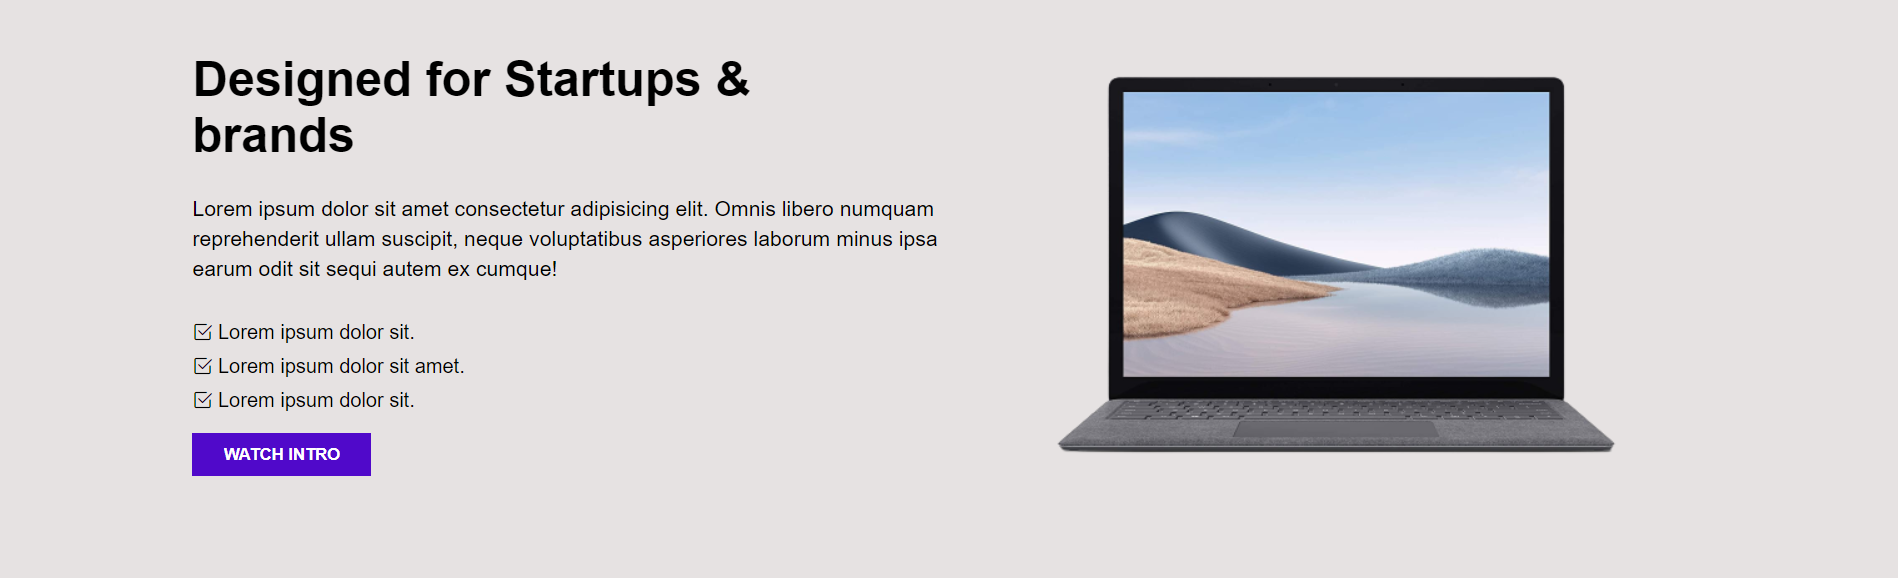 Designed for Startups &
brands
Lorem ipsum dolor sit amet consectetur adipisicing elit. Omnis libero numquam
reprehenderit ullam suscipit, neque voluptatibus asperiores laborum minus ipsa
earum odit sit sequi autem ex cumque!
Lorem ipsum dolor sit.
Lorem ipsum dolor sit amet.
Lorem ipsum dolor sit.
WATCH INTRO